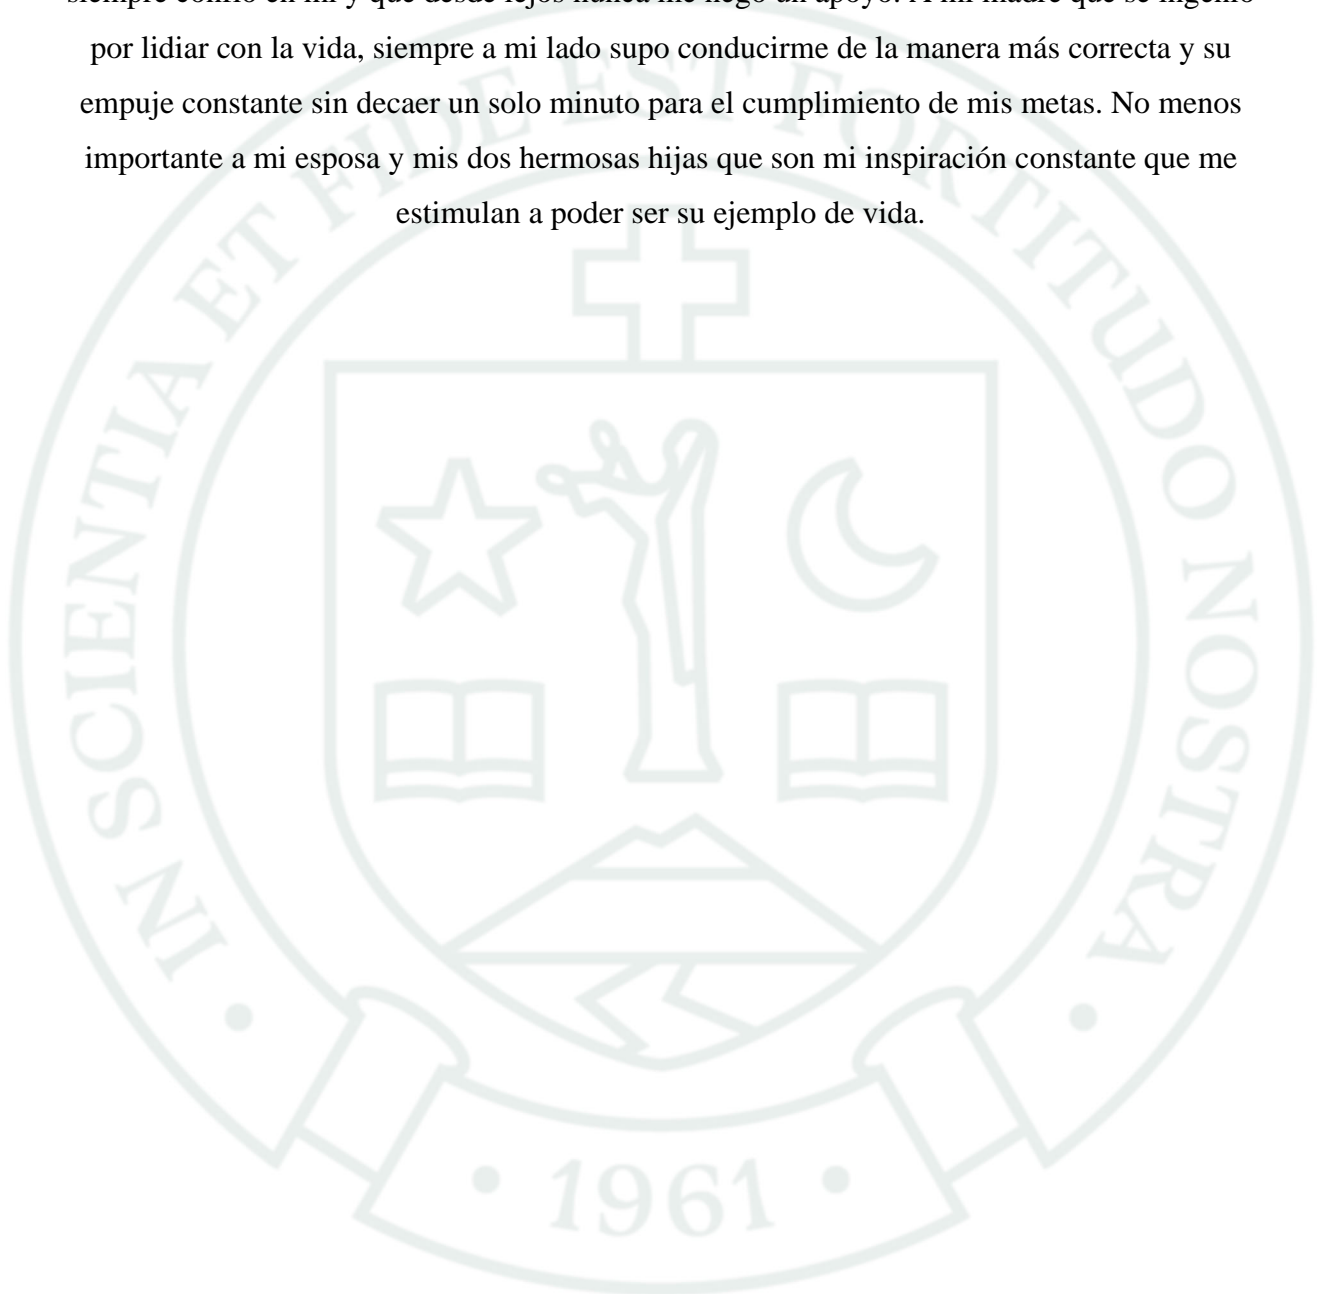 siempre confió en mí y que desde lejos nunca me negó un apoyo. A mi madre que se ingenió
por lidiar con la vida, siempre a mi lado supo conducirme de la manera más correcta y su
empuje constante sin decaer un solo minuto para el cumplimiento de mis metas. No menos
importante a mi esposa y mis dos hermosas hijas que son mi inspiración constante que me
estimulan a poder ser su ejemplo de vida.
IN SCIENTIA ET FIDE EST FORTITUDO NOSTRA
• 1961 •